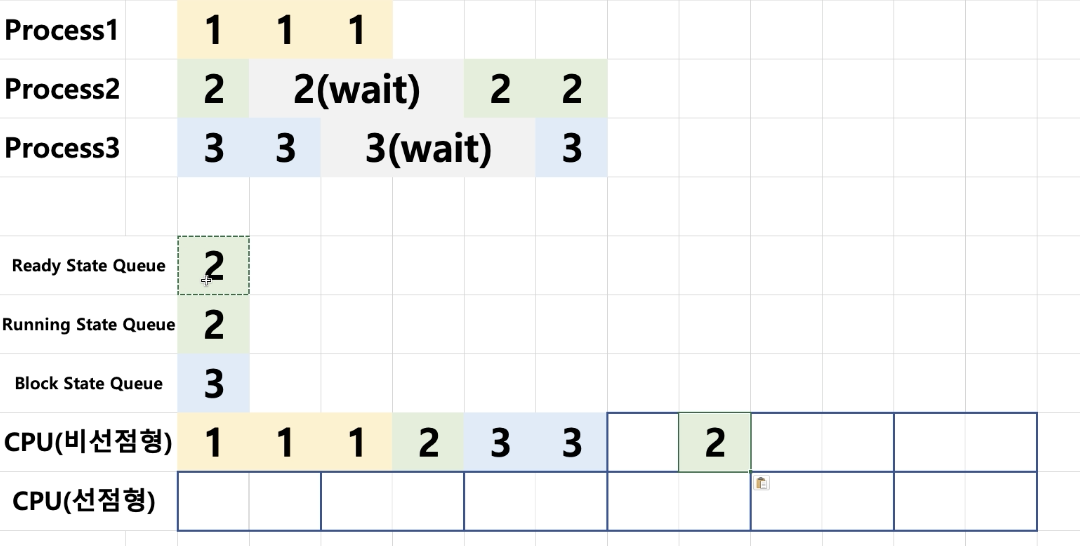 Process1 1 1 1
Process2 2 2(wait) 2 2
Process3 3 3 3(wait) 3
Ready State Queue 2
Running State Queue 2
Block State Queue 3
CPU(비선점형) 1 1 1 2 3 3 2
CPU(선점형)